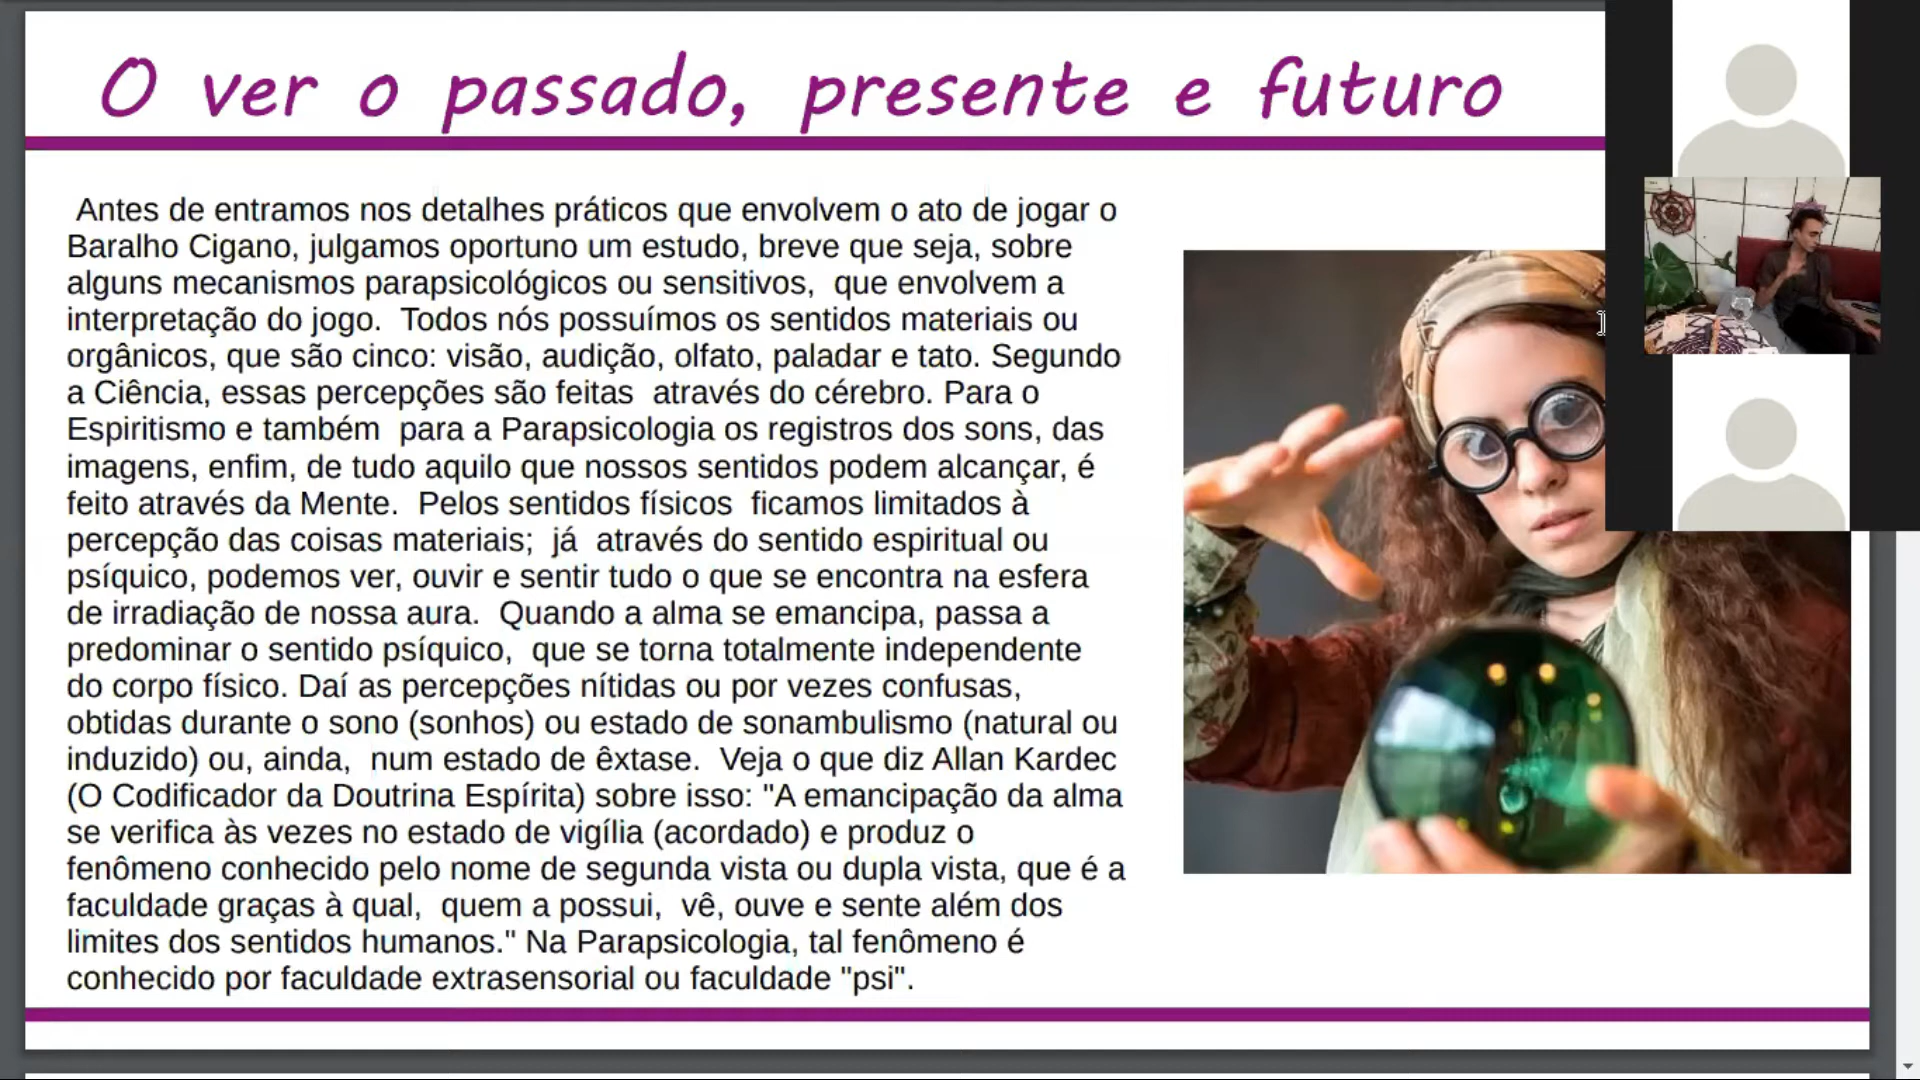 O ver o passado, presente e futuro
Antes de entramos nos detalhes práticos que envolvem o ato de jogar o
Baralho Cigano, julgamos oportuno um estudo, breve que seja, sobre
alguns mecanismos parapsicológicos ou sensitivos, que envolvem a
interpretação do jogo. Todos nós possuímos os sentidos materiais ou
orgânicos, que são cinco: visão, audição, olfato, paladar e tato. Segundo
a Ciência, essas percepções são feitas através do cérebro. Para o
Espiritismo e também para a Parapsicologia os registros dos sons, das
imagens, enfim, de tudo aquilo que nossos sentidos podem alcançar, é
feito através da Mente. Pelos sentidos físicos ficamos limitados à
percepção das coisas materiais; já através do sentido espiritual ou
psíquico, podemos ver, ouvir e sentir tudo o que se encontra na esfera
de irradiação de nossa aura. Quando a alma se emancipa, passa a
predominar o sentido psíquico, que se torna totalmente independente
do corpo físico. Daí as percepções nítidas ou por vezes confusas,
obtidas durante o sono (sonhos) ou estado de sonambulismo (natural ou
induzido) ou, ainda, num estado de êxtase. Veja o que diz Allan Kardec
(O Codificador da Doutrina Espírita) sobre isso: "A emancipação da alma
se verifica às vezes no estado de vigília (acordado) e produz o
fenômeno conhecido pelo nome de segunda vista ou dupla vista, que é a
faculdade graças à qual, quem a possui, vê, ouve e sente além dos
limites dos sentidos humanos." Na Parapsicologia, tal fenômeno é
conhecido por faculdade extrasensorial ou faculdade "psi".